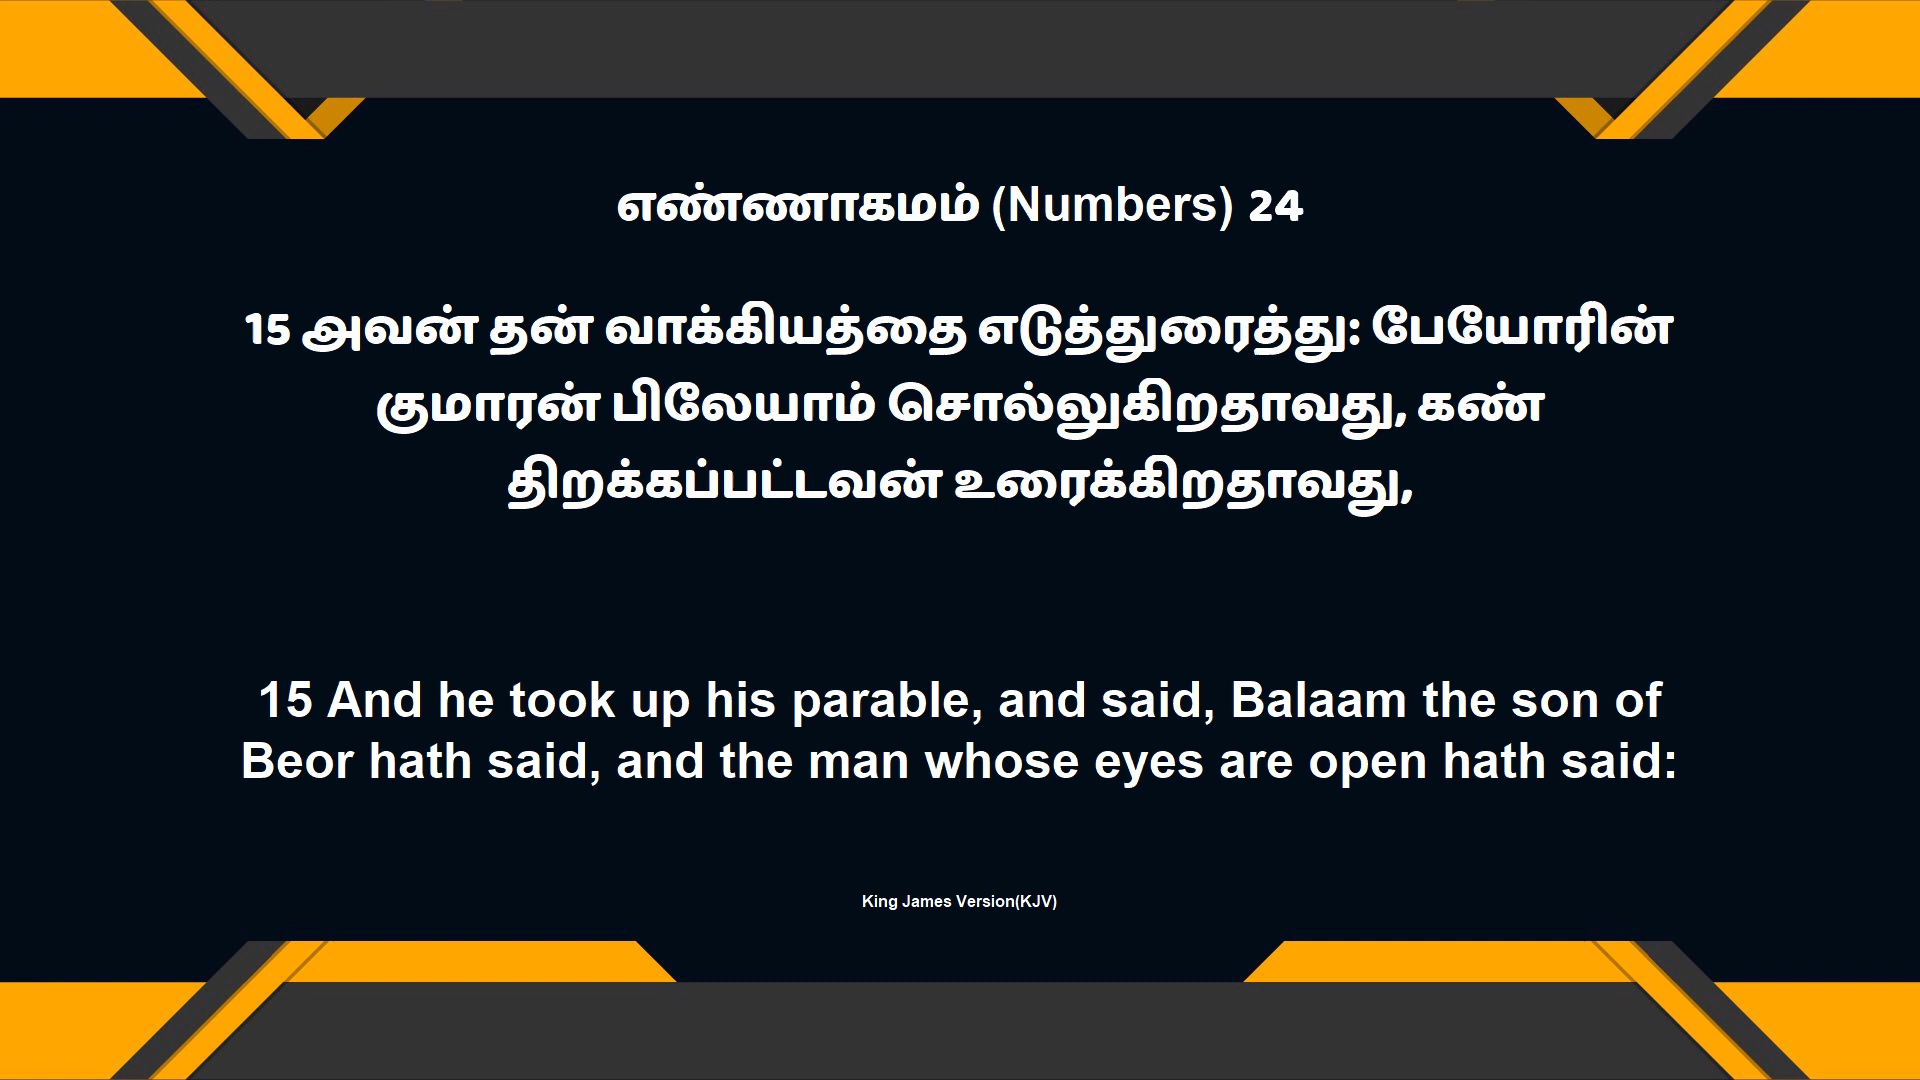 எண்ணாகமம் (Numbers) 24
15 அவன் தன் வாக்கியத்தை எடுத்துரைத்து: பேயோரின்
குமாரன் பிலேயாம் சொல்லுகிறதாவது, கண்
திறக்கப்பட்டவன் உரைக்கிறதாவது,
15 And he took up his parable, and said, Balaam the son of
Beor hath said, and the man whose eyes are open hath said:
King James Version(KJV)